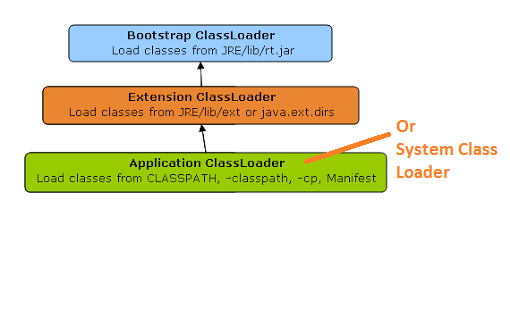 Bootstrap ClassLoader
Load classes from JRE/lib/rt.jar
Extension ClassLoader
Load classes from JRE/lib/ext or java.ext.dirs
Application ClassLoader
Load classes from CLASSPATH, -classpath, -cp, Manifest
Or
System Class
Loader